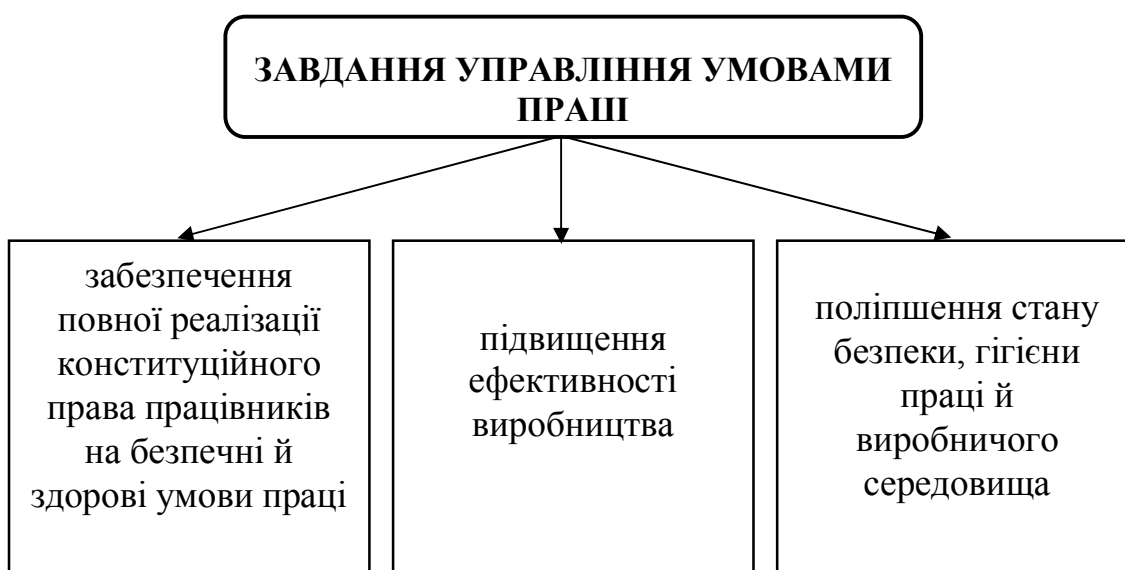 ЗАВДАННЯ УПРАВЛІННЯ УМОВАМИ
ПРАЦІ
забезпечення
повної реалізації
конституційного
права працівників
на безпечні й
здорові умови праці
підвищення
ефективності
виробництва
поліпшення стану
безпеки, гігієни
праці й
виробничого
середовища